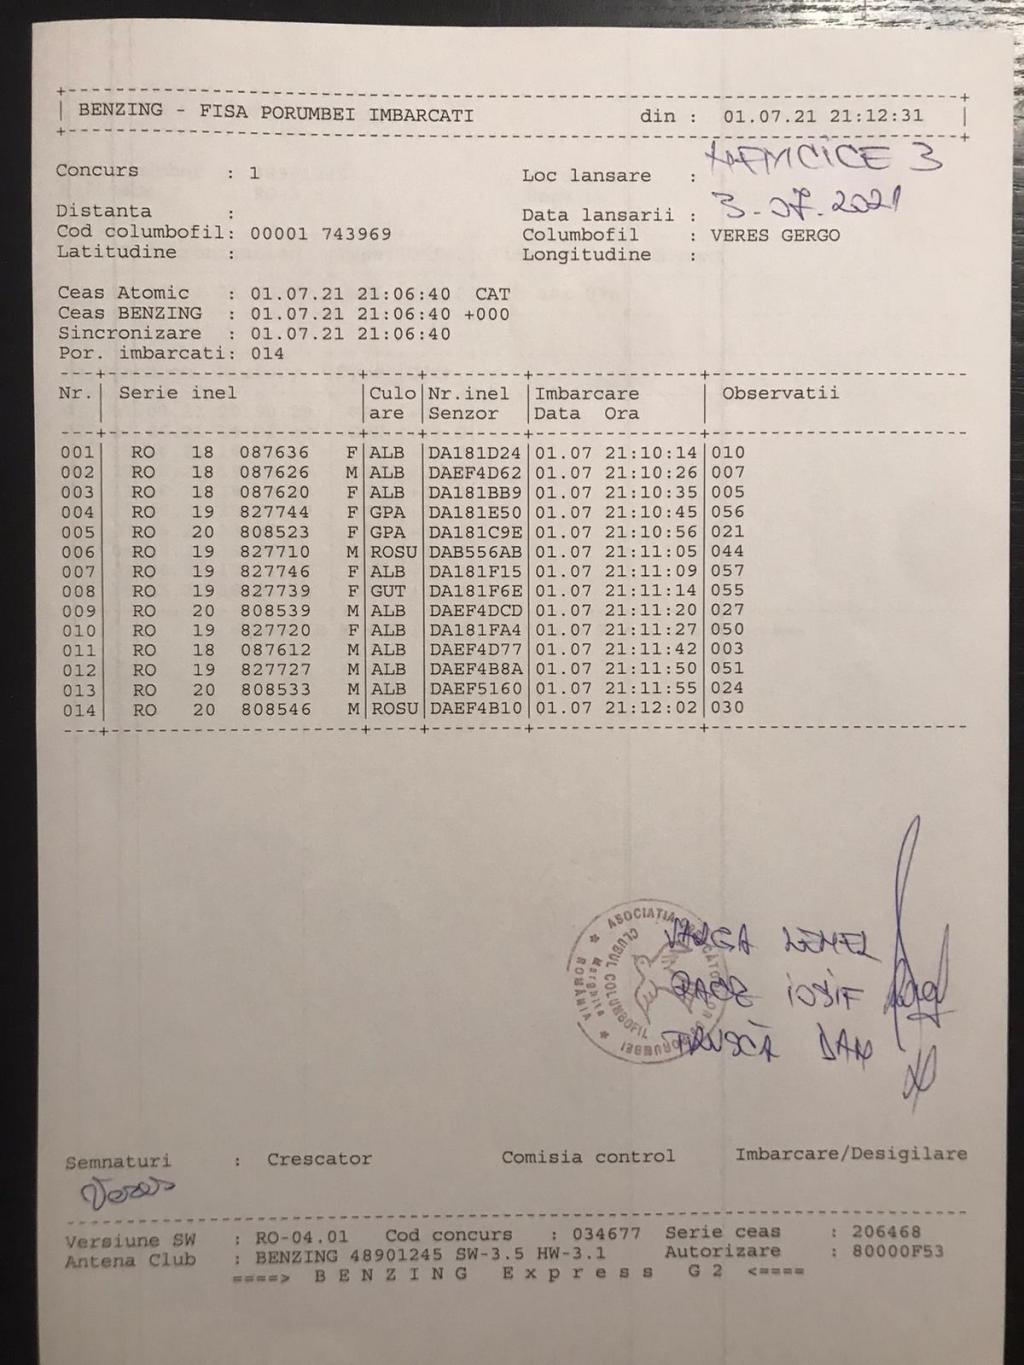 BENZING - FISA PORUMBEI IMBARCATI din : 01.07.21 21:12:31
Concurs : 1 Loc lansare : 3
Distanta : Data lansarii : 3-07.2021
Cod columbofil: 00001 743969 Columbofil : VERES GERGO
Latitudine : Longitudine :
Ceas Atomic : 01.07.21 21:06:40 CAT
Ceas BENZING : 01.07.21 21:06:40 +000
Sincronizare : 01.07.21 21:06:40
Por. imbarcati: 014
Nr. Serie inel Culo Nr.inel Imbarcare Observatii
are Senzor Data Ora
001 RO 18 087636 F ALB DA181D24 01.07 21:10:14 010
002 RO 18 087626 M ALB DAEF4D62 01.07 21:10:26 007
003 RO 18 087620 F ALB DA181BB9 01.07 21:10:35 005
004 RO 19 827744 F GPA DA181E50 01.07 21:10:45 056
005 RO 20 808523 F GPA DA181C9E 01.07 21:10:56 021
006 RO 19 827710 M ROSU DAB556AB 01.07 21:11:05 044
007 RO 19 827746 F ALB DA181F15 01.07 21:11:09 057
008 RO 19 827739 F GUT DA181F6E 01.07 21:11:14 055
009 RO 20 808539 M ALB DAEF4DCD 01.07 21:11:20 027
010 RO 19 827720 F ALB DA181FA4 01.07 21:11:27 050
011 RO 18 087612 M ALB DAEF4D77 01.07 21:11:42 003
012 RO 19 827727 M ALB DAEF4B8A 01.07 21:11:50 051
013 RO 20 808533 M ALB DAEF5160 01.07 21:11:55 024
014 RO 20 808546 M ROSU DAEF4B10 01.07 21:12:02 030
ASOCIATIA
CLUBUL COLUMBOFIL
Marghita
ROMANIA
VARGA
IOSIF
TRUSCĂ DAN
Semnaturi : Crescator Comisia control Imbarcare/Desigilare
Veres
Versiune SW : RO-04.01 Cod concurs : 034677 Serie ceas : 206468
Antena Club : BENZING 48901245 SW-3.5 HW-3.1 Autorizare : 80000F53
====> B E N Z I N G E x p r e s s G 2 <====